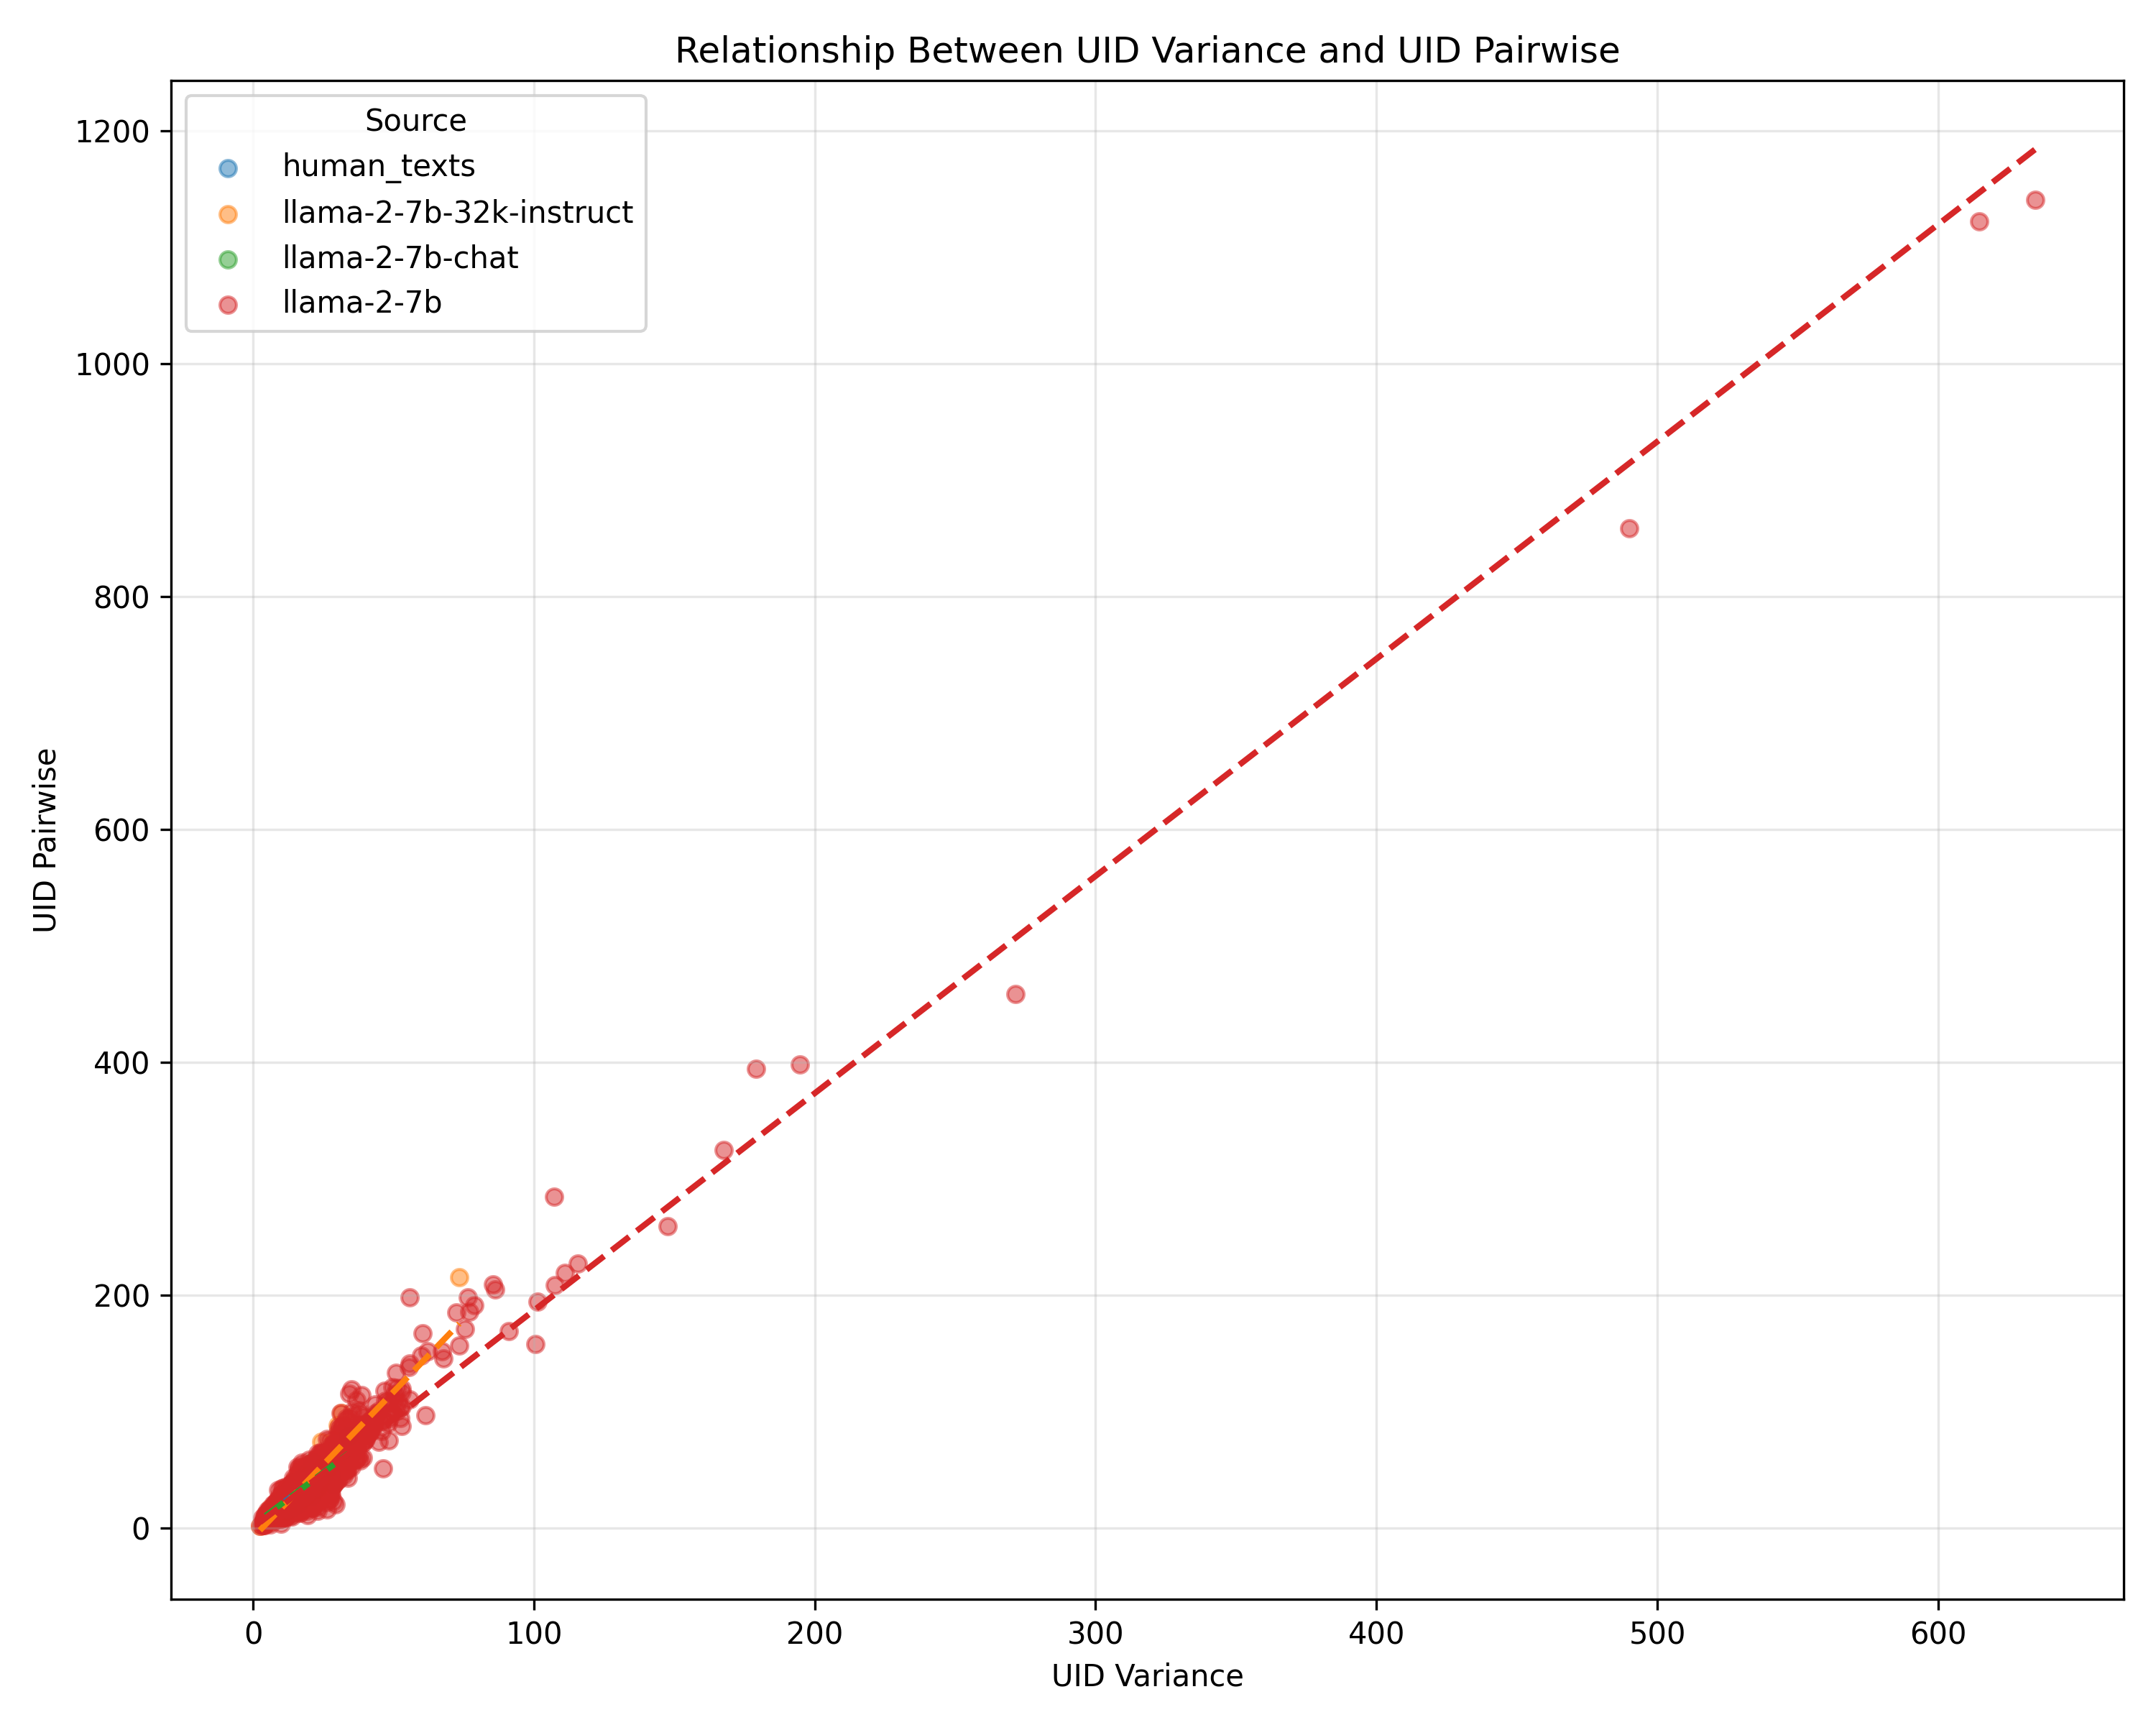 Relationship Between UID Variance and UID Pairwise
Source
human_texts
llama-2-7b-32k-instruct
llama-2-7b-chat
llama-2-7b
1200
1000
800
600
400
200
0
UID Pairwise
0 100 200 300 400 500 600
UID Variance